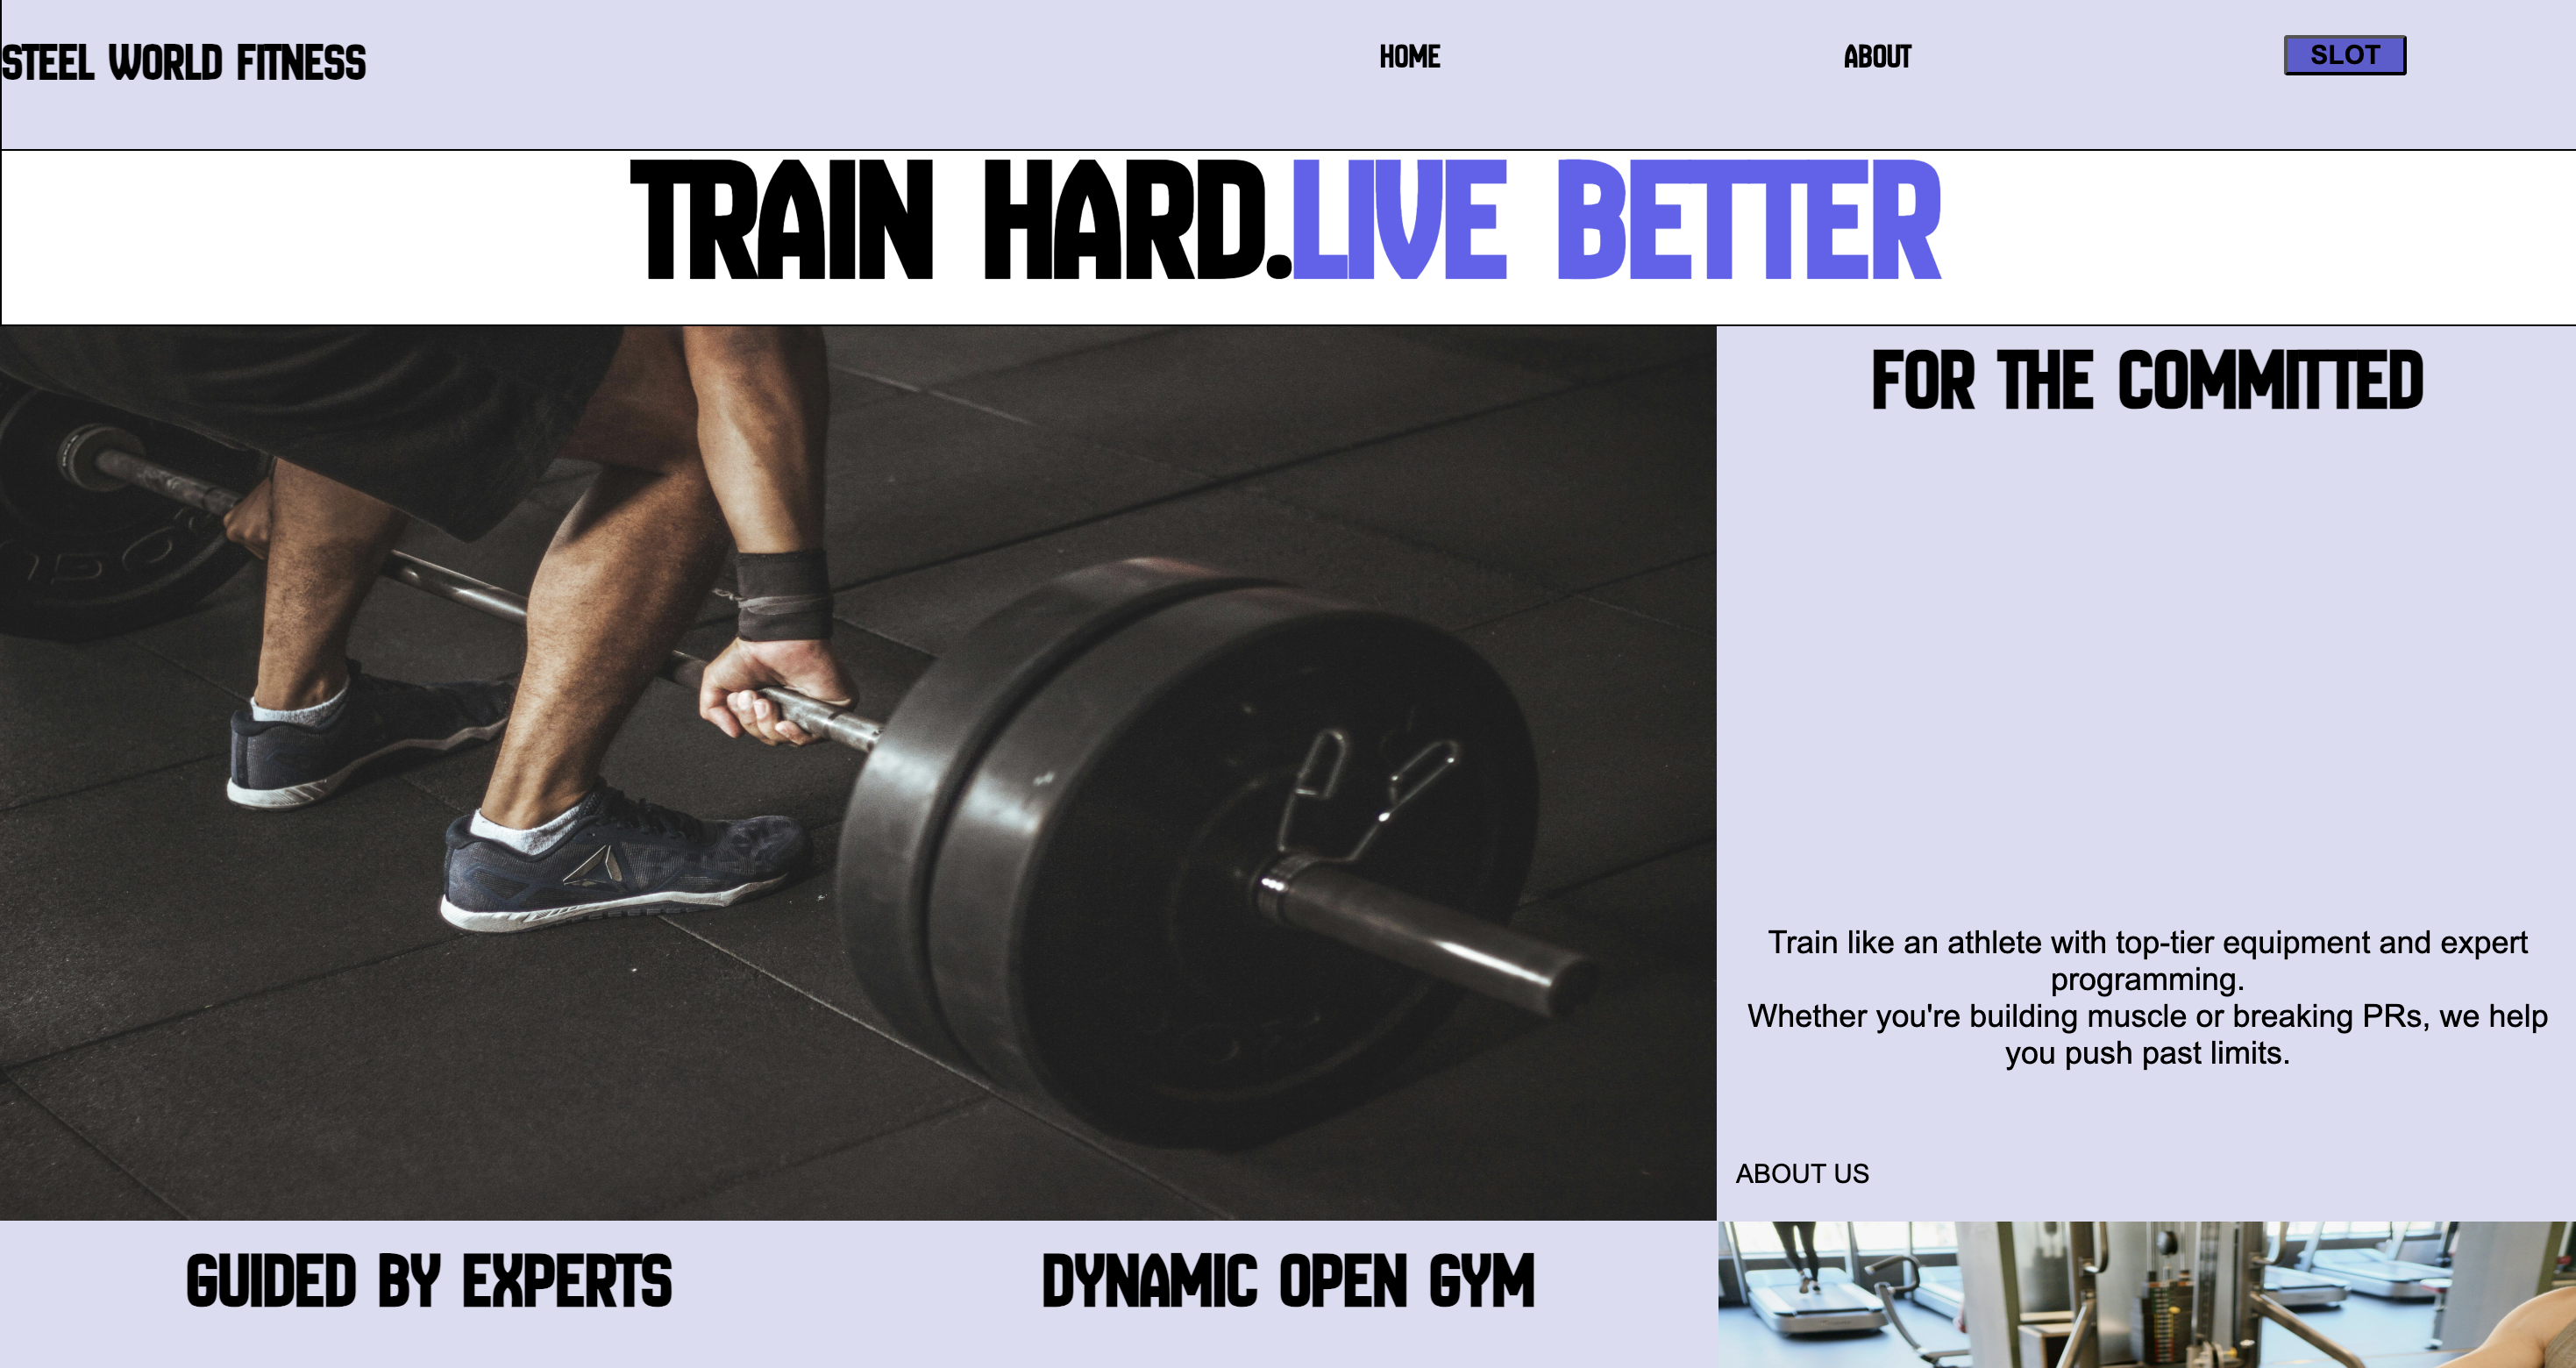 STEEL WORLD FITNESS
HOME
ABOUT
SLOT
TRAIN HARD.LIVE BETTER
FOR THE COMMITTED
Train like an athlete with top-tier equipment and expert
programming.
Whether you're building muscle or breaking PRs, we help
you push past limits.
ABOUT US
GUIDED BY EXPERTS
DYNAMIC OPEN GYM